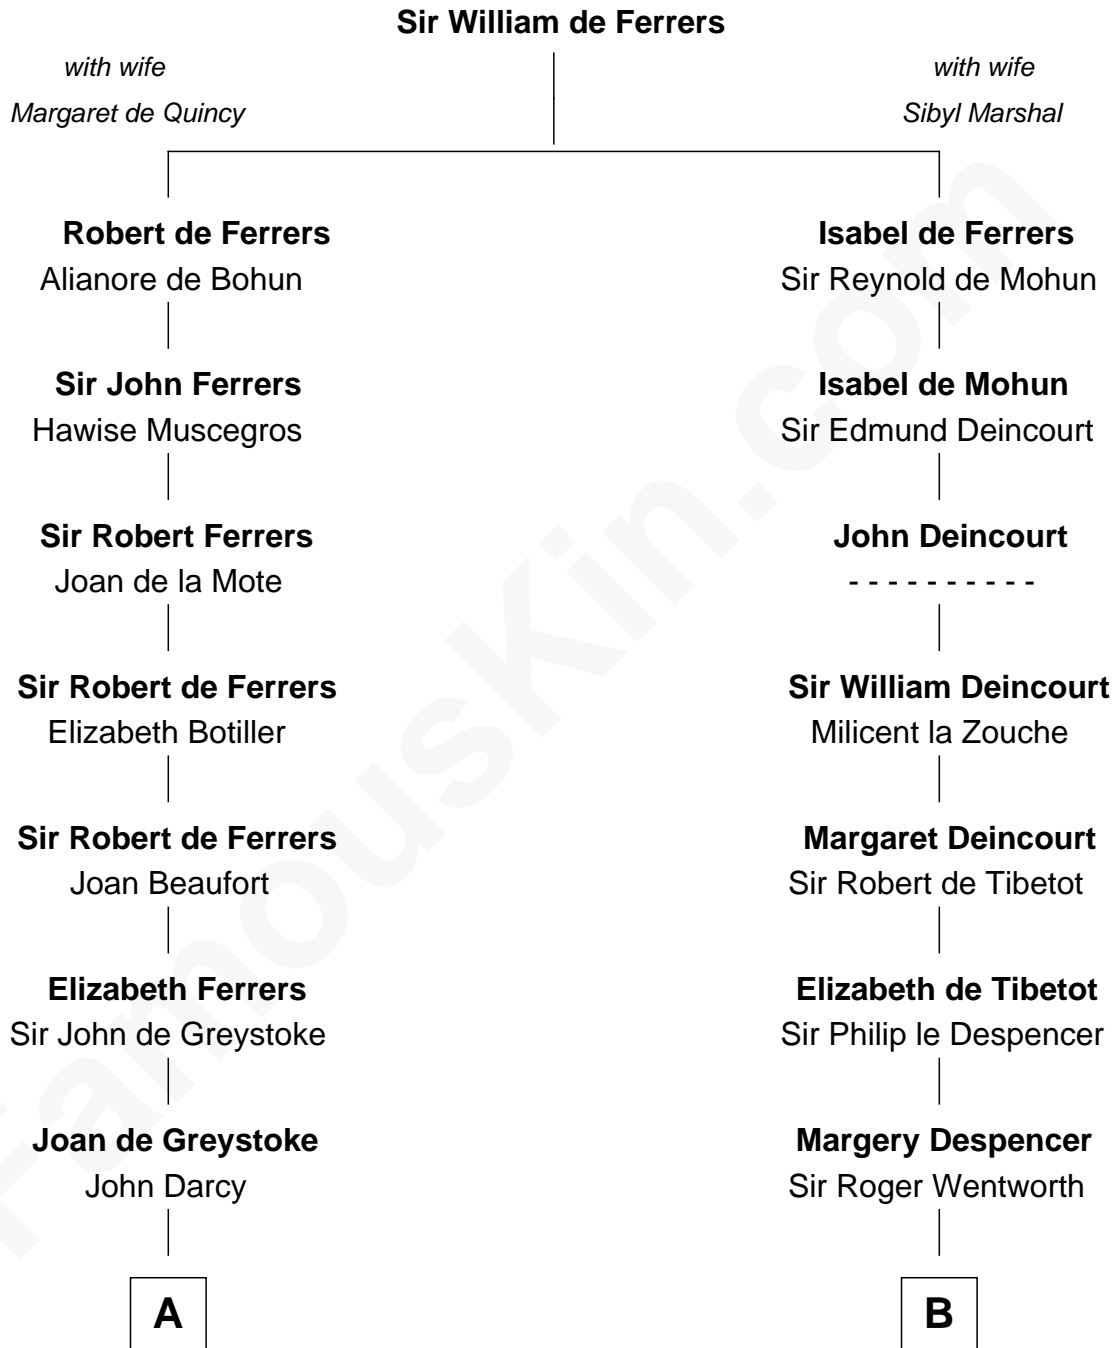 Sir William de Ferrers
with wife
Margaret de Quincy
with wife
Sibyl Marshal
Robert de Ferrers
Alianore de Bohun
Isabel de Ferrers
Sir Reynold de Mohun
Sir John Ferrers
Hawise Muscegros
Isabel de Mohun
Sir Edmund Deincourt
Sir Robert Ferrers
Joan de la Mote
John Deincourt
- - - - - - - - - -
Sir Robert de Ferrers
Elizabeth Botiller
Sir William Deincourt
Milicent la Zouche
Sir Robert de Ferrers
Joan Beaufort
Margaret Deincourt
Sir Robert de Tibetot
Elizabeth Ferrers
Sir John de Greystoke
Elizabeth de Tibetot
Sir Philip le Despencer
Joan de Greystoke
John Darcy
Margery Despencer
Sir Roger Wentworth
A
B
FamousKin.com